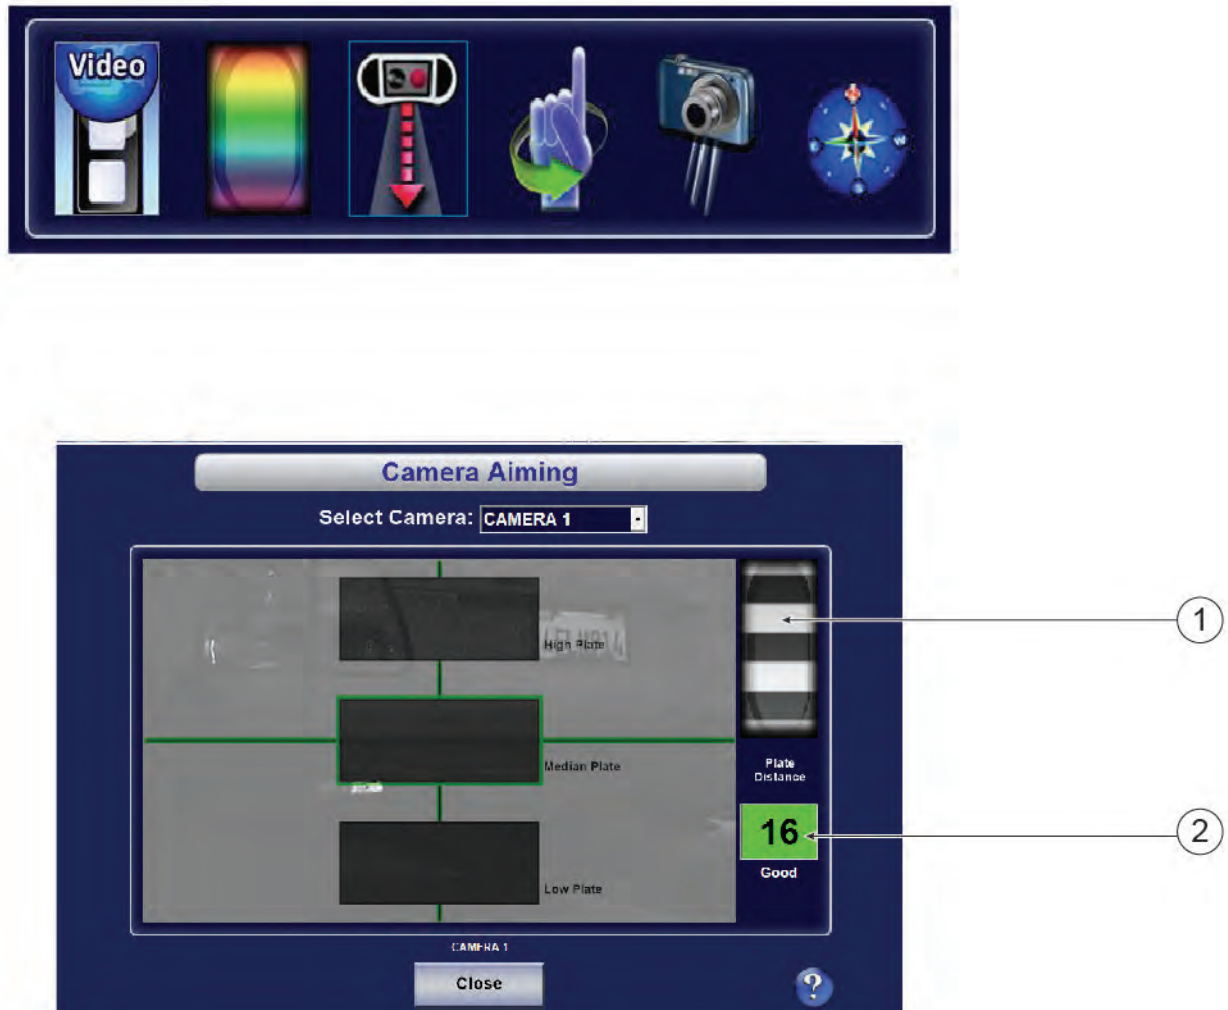 Video
Camera Aiming
Select Camera: CAMERA 1
High Plate
1
Median Plate
Plate
Distance
16
2
Good
Low Plate
CAMERA 1
Close
?